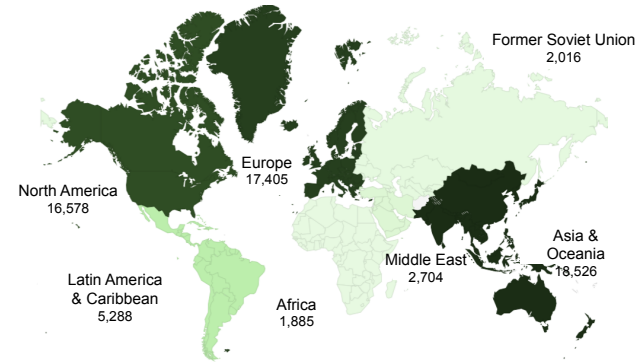 Former Soviet Union
2,016
Europe
17,405
North America
16,578
Asia &
Oceania
18,526
Middle East
2,704
Latin America
& Caribbean
5,288
Africa
1,885